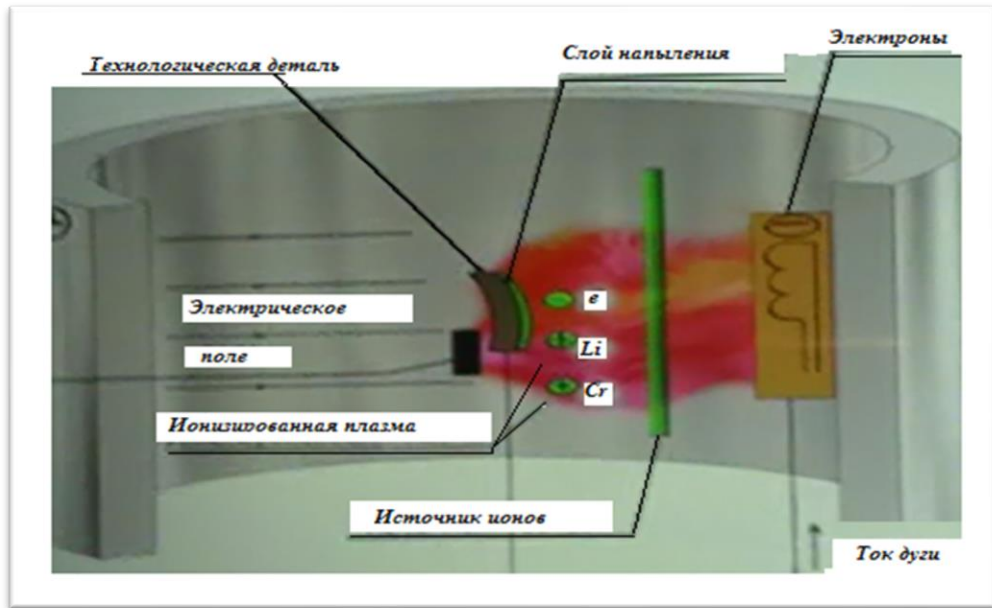 Электроны
Слой напыления
Технологическая деталь
Электрическое
поле
e
Li
Cr
Ионизированная плазма
Источник ионов
Ток дуги